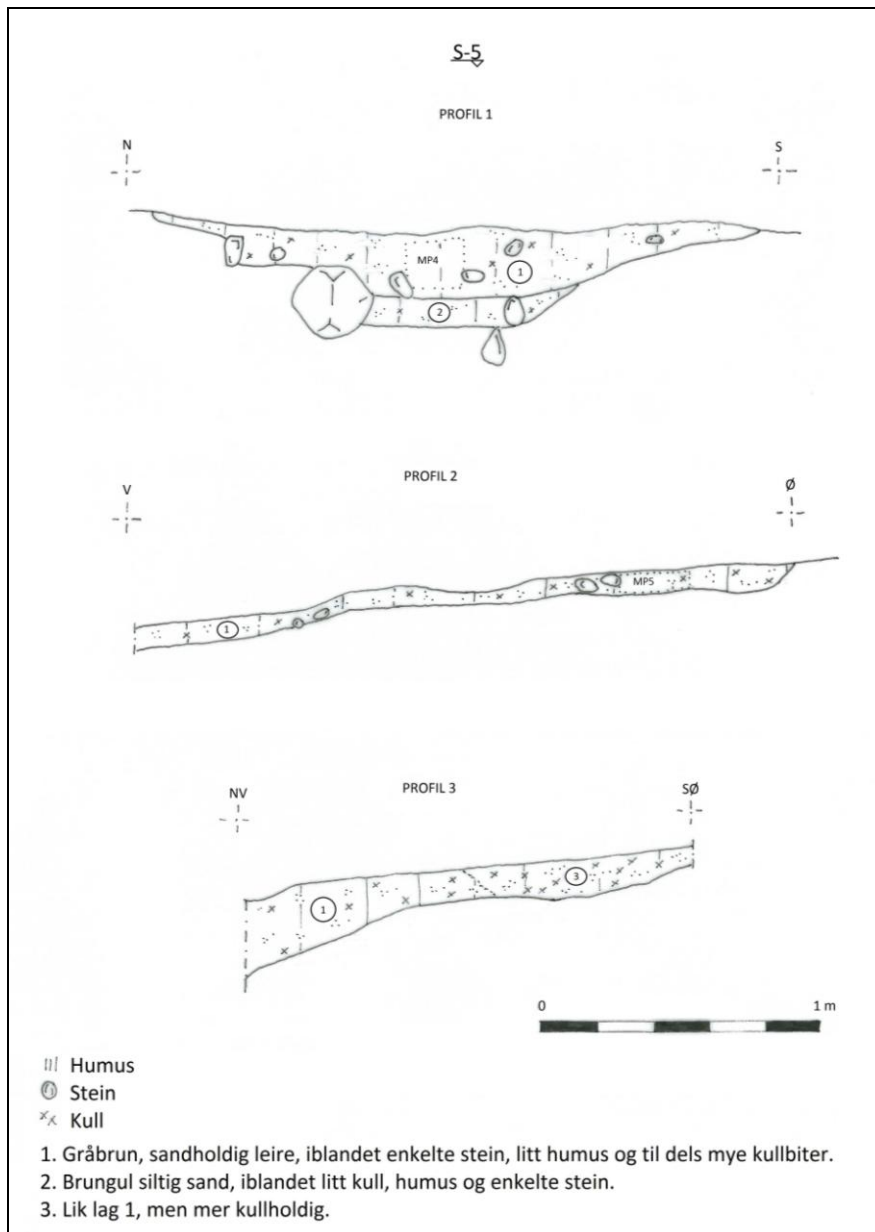 S-5
PROFIL 1
N
S
MP4
1
2
PROFIL 2
V
Ø
MP5
1
PROFIL 3
NV
SØ
1
3
0
1 m
Humus
Stein
Kull
1. Gråbrun, sandholdig leire, iblandet enkelte stein, litt humus og til dels mye kullbiter.
2. Brungul siltig sand, iblandet litt kull, humus og enkelte stein.
3. Lik lag 1, men mer kullholdig.